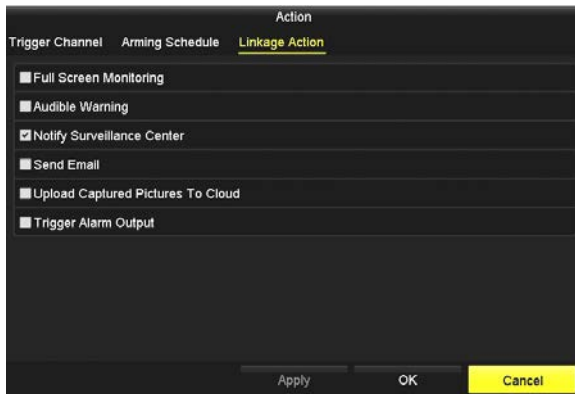 Action
Trigger Channel Arming Schedule Linkage Action
Full Screen Monitoring
Audible Warning
Notify Surveillance Center
Send Email
Upload Captured Pictures To Cloud
Trigger Alarm Output
Apply OK Cancel